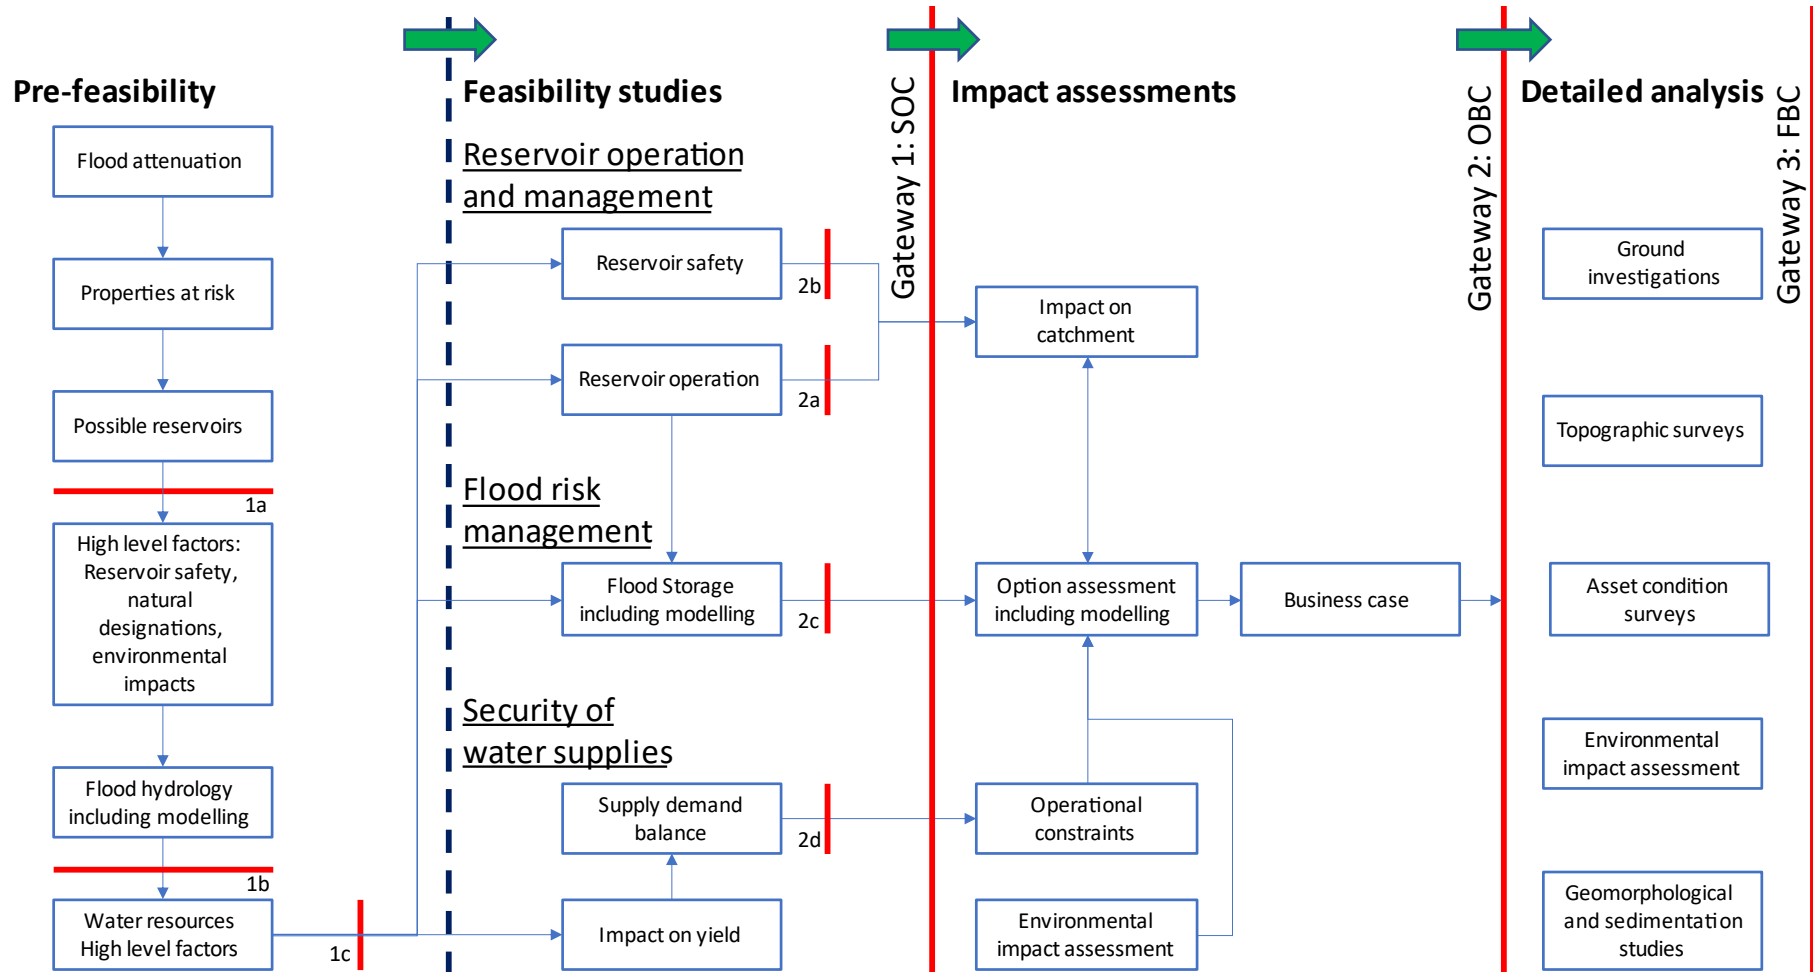 Pre-feasibility
Flood attenuation
Properties at risk
Possible reservoirs
1a
High level factors:
Reservoir safety,
natural
designations,
environmental
impacts
Flood hydrology
including modelling
1b
Water resources
High level factors
1c
Feasibility studies
Reservoir operation
and management
Reservoir safety
2b
Reservoir operation
2a
Flood risk
management
Flood Storage
including modelling
2c
Security of
water supplies
Supply demand
balance
2d
Impact on yield
Gateway 1: SOC
Impact assessments
Impact on
catchment
Option assessment
including modelling
Business case
Operational
constraints
Environmental
impact assessment
Gateway 2: OBC
Detailed analysis
Ground
investigations
Topographic surveys
Asset condition
surveys
Environmental
impact assessment
Geomorphological
and sedimentation
studies
Gateway 3: FBC